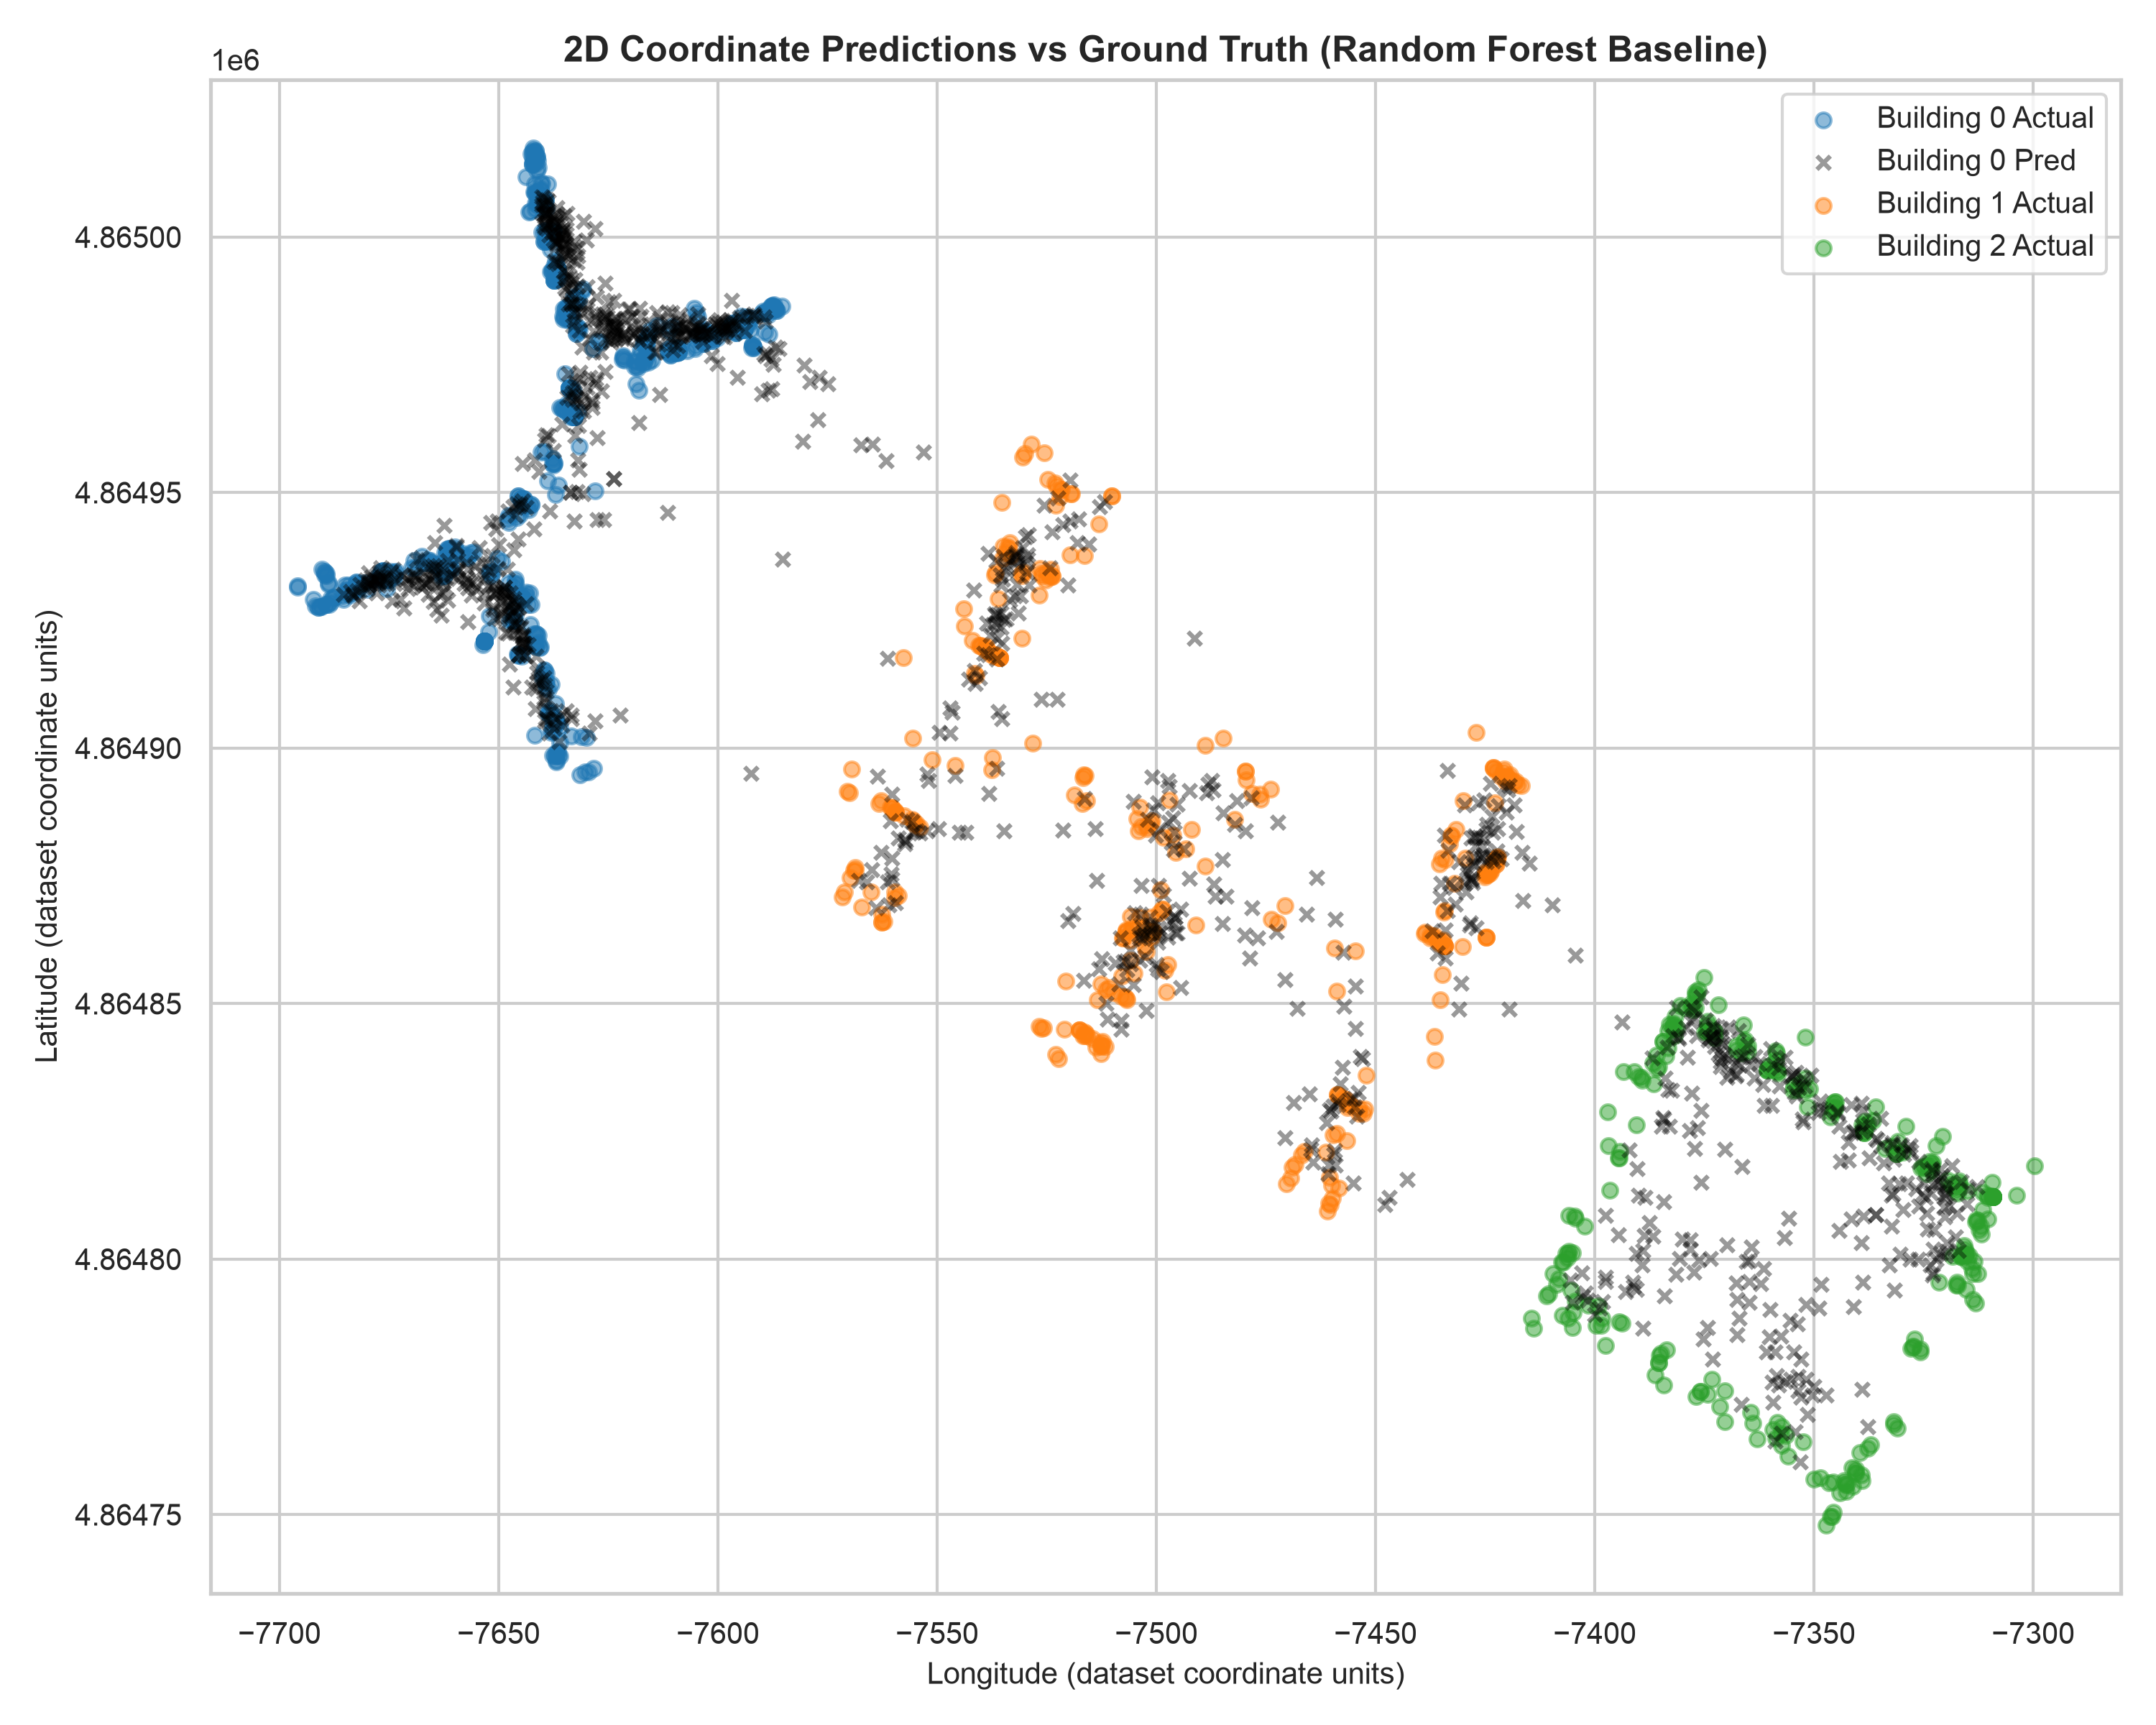 2D Coordinate Predictions vs Ground Truth (Random Forest Baseline)
1e6
Building 0 Actual
Building 0 Pred
Building 1 Actual
Building 2 Actual
4.86500
4.86495
4.86490
4.86485
4.86480
4.86475
Latitude (dataset coordinate units)
−7700
−7650
−7600
−7550
−7500
−7450
−7400
−7350
−7300
Longitude (dataset coordinate units)